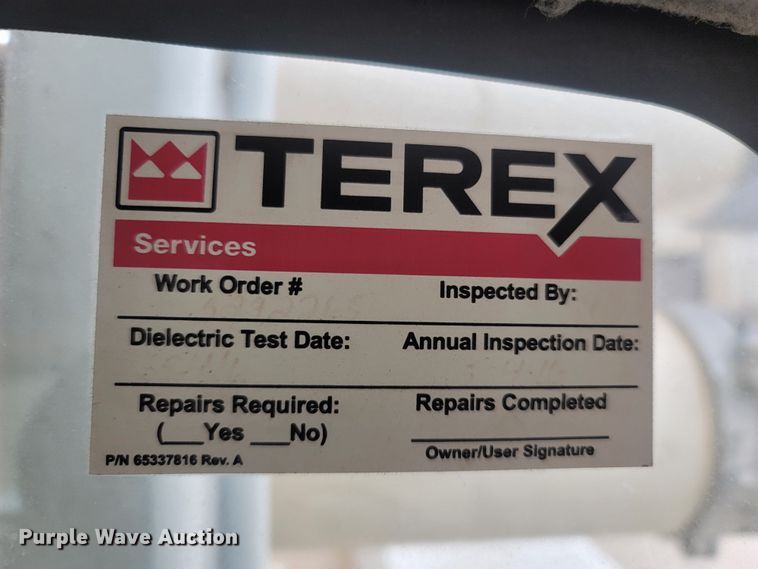 TEREX
Services
Work Order # Inspected By:
Dielectric Test Date: Annual Inspection Date:
Repairs Required: Repairs Completed
(___Yes ___No)
Owner/User Signature
P/N 65337816 Rev. A
Purple Wave Auction